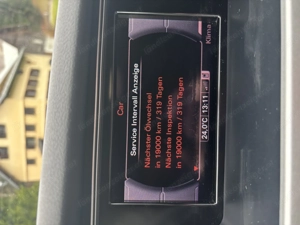 Car
Service Intervall Anzeige
Nächster Ölwechsel
in 19000 km / 319 Tagen
Nächste Inspektion
in 19000 km / 319 Tagen
Klima
24,0°C 13:11